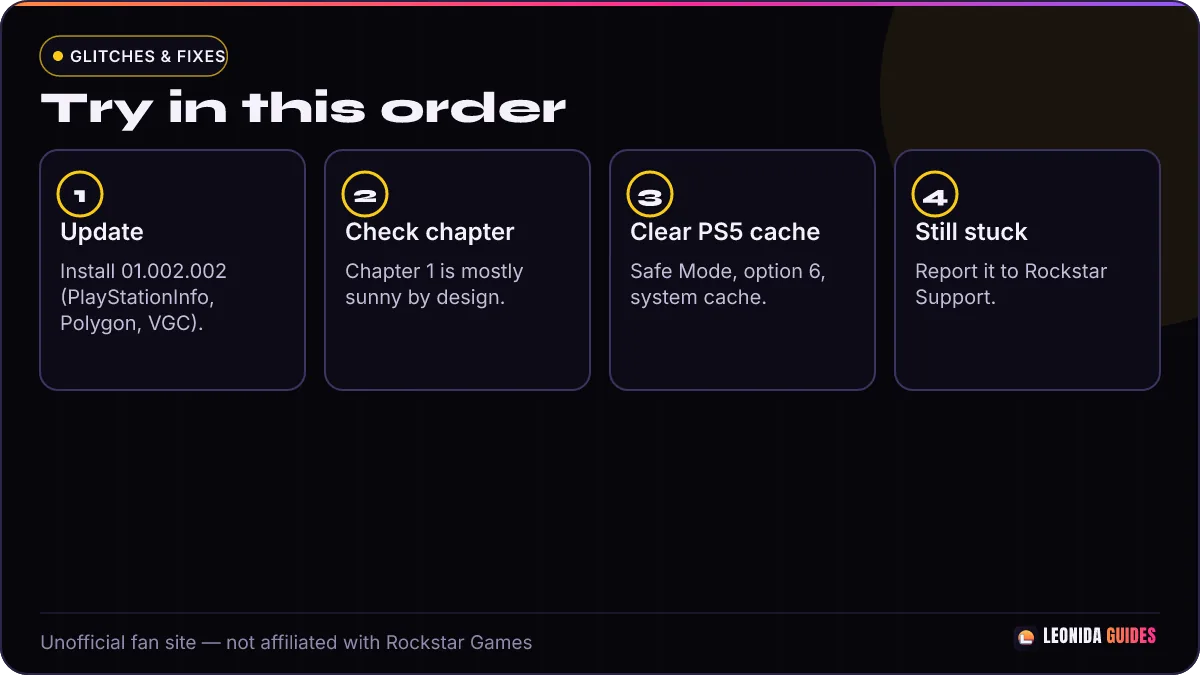 GLITCHES & FIXES
Try in this order
1
Update
Install 01.002.002
(PlayStationInfo,
Polygon, VGC).
2
Check chapter
Chapter 1 is mostly
sunny by design.
3
Clear PS5 cache
Safe Mode, option 6,
system cache.
4
Still stuck
Report it to Rockstar
Support.
Unofficial fan site — not affiliated with Rockstar Games
LEONIDA GUIDES